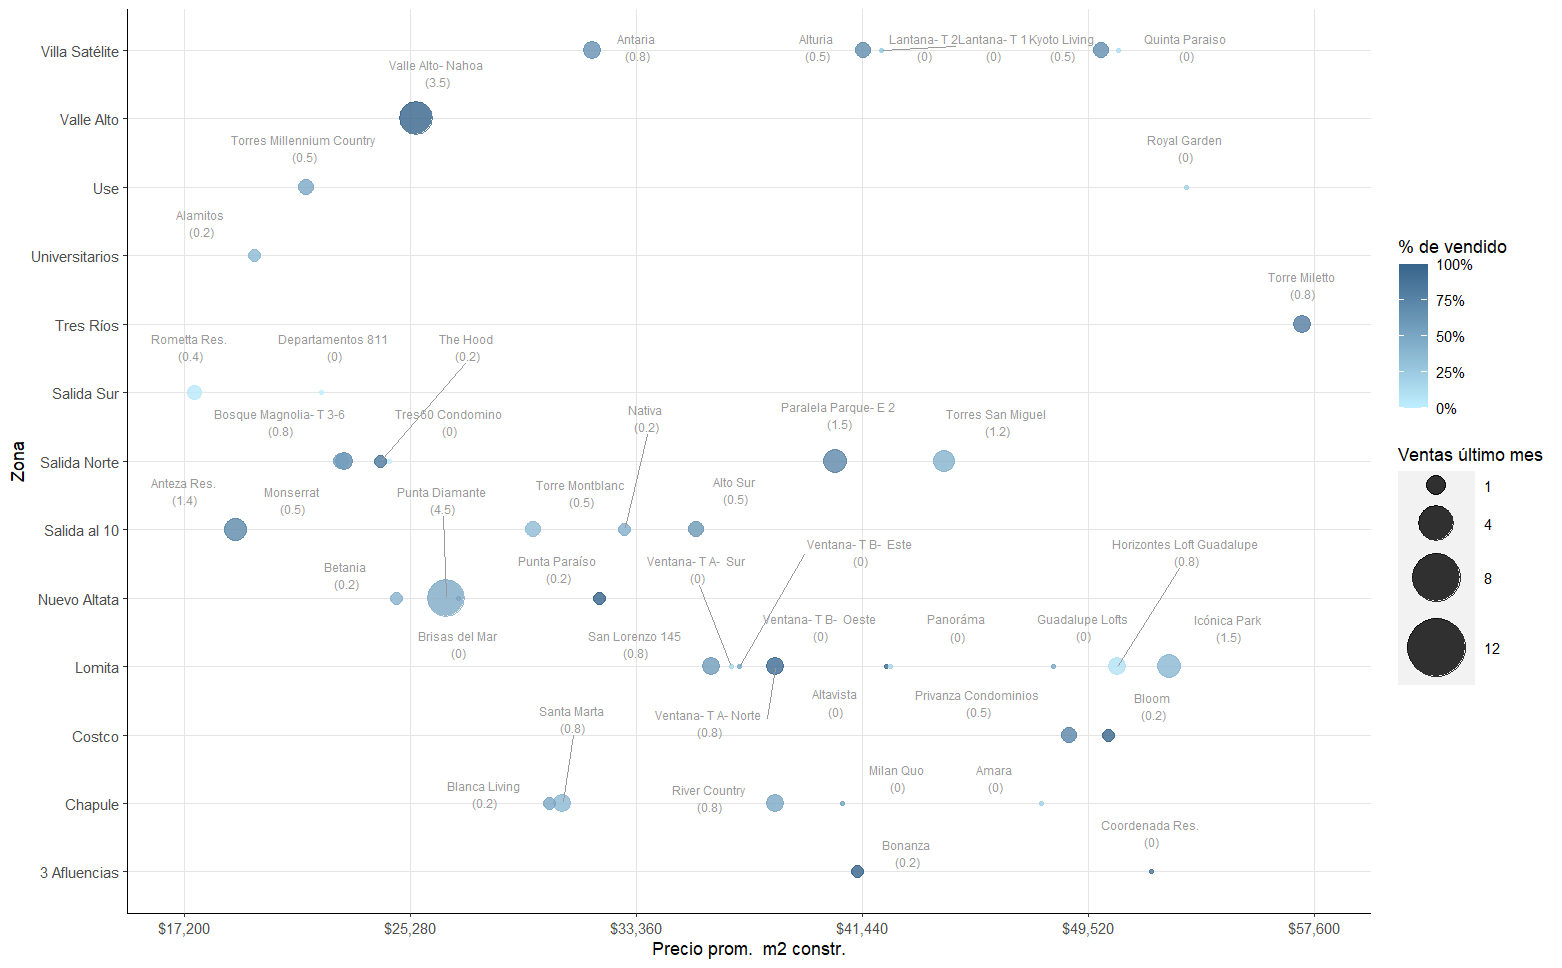 Villa Satélite
Antaria
(0.8)
Alturia
(0.5)
Lantana- T 2
(0)
Lantana- T 1
(0)
Kyoto Living
(0.5)
Quinta Paraiso
(0)
Valle Alto- Nahoa
(3.5)
Valle Alto
Torres Millennium Country
(0.5)
Royal Garden
(0)
Use
Alamitos
(0.2)
Universitarios
Torre Miletto
(0.8)
Tres Ríos
Rometta Res.
(0.4)
Departamentos 811
(0)
The Hood
(0.2)
Salida Sur
Bosque Magnolia- T 3-6
(0.8)
Tres60 Condomino
(0)
Nativa
(0.2)
Paralela Parque- E 2
(1.5)
Torres San Miguel
(1.2)
Salida Norte
Anteza Res.
(1.4)
Monserrat
(0.5)
Punta Diamante
(4.5)
Torre Montblanc
(0.5)
Alto Sur
(0.5)
Salida al 10
Betania
(0.2)
Punta Paraíso
(0.2)
Ventana- T A-  Sur
(0)
Ventana- T B-  Este
(0)
Horizontes Loft Guadalupe
(0.8)
Nuevo Altata
Brisas del Mar
(0)
San Lorenzo 145
(0.8)
Ventana- T B-  Oeste
(0)
Panoráma
(0)
Guadalupe Lofts
(0)
Icónica Park
(1.5)
Lomita
Santa Marta
(0.8)
Ventana- T A- Norte
(0.8)
Altavista
(0)
Privanza Condominios
(0.5)
Bloom
(0.2)
Costco
Blanca Living
(0.2)
River Country
(0.8)
Milan Quo
(0)
Amara
(0)
Chapule
Bonanza
(0.2)
Coordenada Res.
(0)
3 Afluencias
Zona
$17,200
$25,280
$33,360
$41,440
$49,520
$57,600
Precio prom.  m2 constr.
% de vendido
100%
75%
50%
25%
0%
Ventas último mes
1
4
8
12